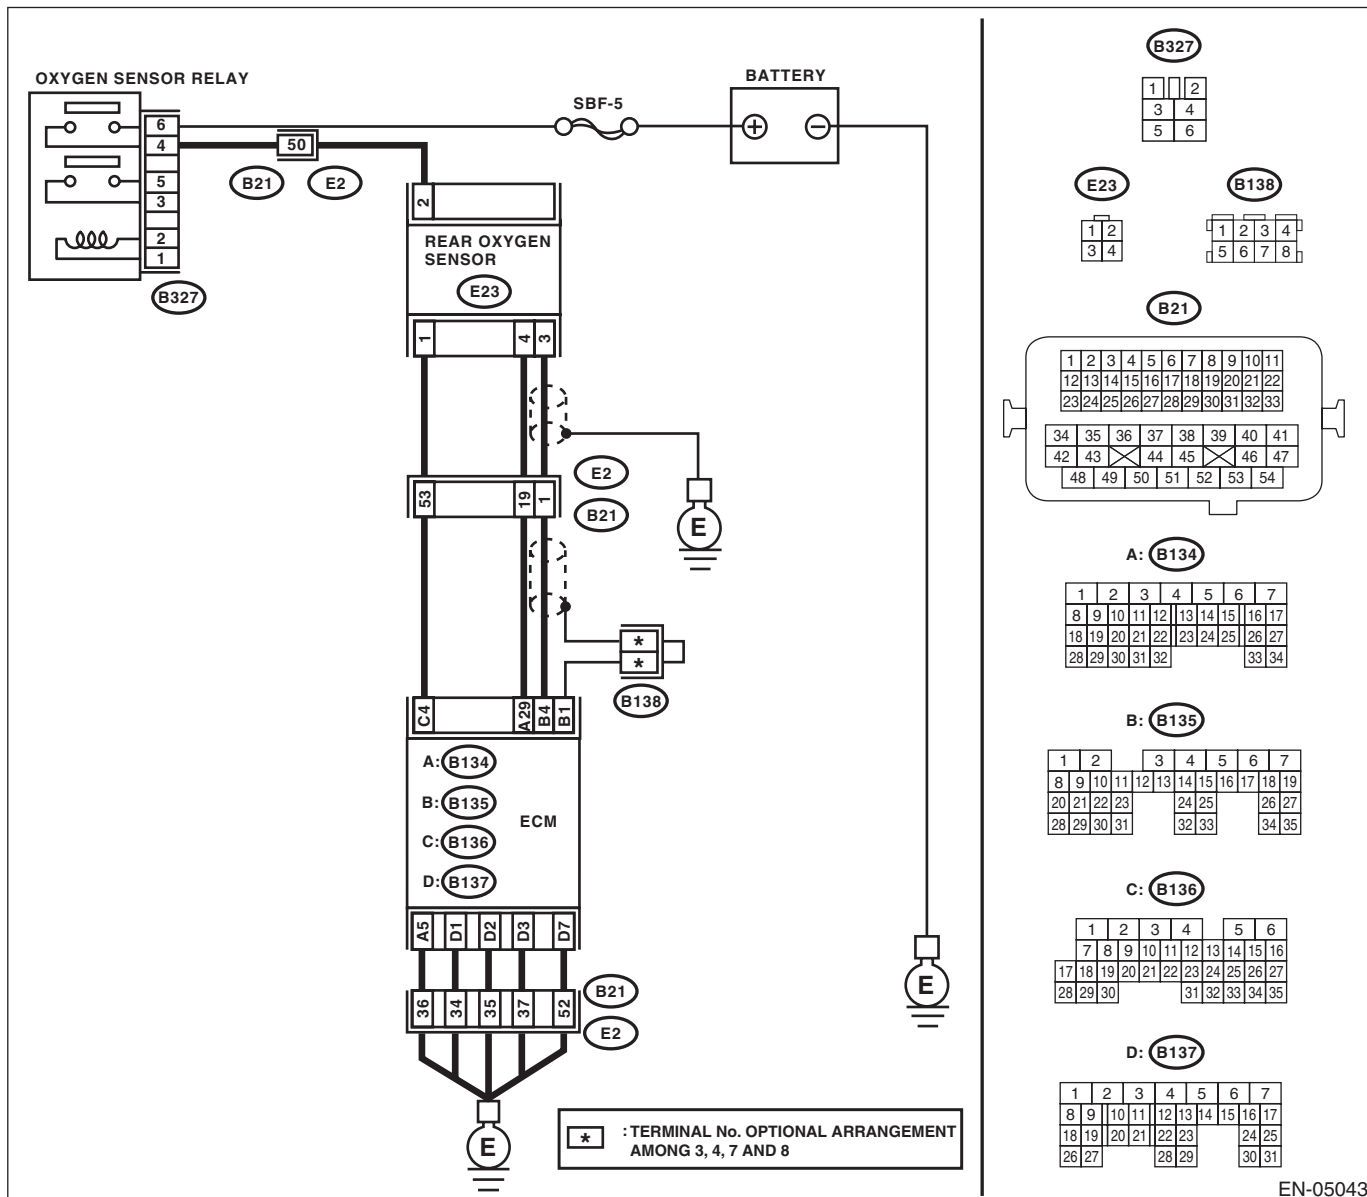 OXYGEN SENSOR RELAY
6
4
5
3
2
1
B327
50
B21
E2
SBF-5
BATTERY
+
−
2
REAR OXYGEN
SENSOR
E23
1
4
3
E2
B21
53
19
1
E
*
*
B138
C4
A29
B4
B1
A: B134
B: B135
C: B136
D: B137
ECM
A5
D1
D2
D3
D7
36
34
35
37
52
B21
E2
E
E
* : TERMINAL No. OPTIONAL ARRANGEMENT
AMONG 3, 4, 7 AND 8
B327
1 2
3 4
5 6
E23
1 2
3 4
B138
1 2 3 4
5 6 7 8
B21
1 2 3 4 5 6 7 8 9 10 11
12 13 14 15 16 17 18 19 20 21 22
23 24 25 26 27 28 29 30 31 32 33
34 35 36 37 38 39 40 41
42 43 44 45 46 47
48 49 50 51 52 53 54
A: B134
1 2 3 4 5 6 7
8 9 10 11 12 13 14 15 16 17
18 19 20 21 22 23 24 25 26 27
28 29 30 31 32 33 34
B: B135
1 2 3 4 5 6 7
8 9 10 11 12 13 14 15 16 17 18 19
20 21 22 23 24 25 26 27
28 29 30 31 32 33 34 35
C: B136
1 2 3 4 5 6
7 8 9 10 11 12 13 14 15 16
17 18 19 20 21 22 23 24 25 26 27
28 29 30 31 32 33 34 35
D: B137
1 2 3 4 5 6 7
8 9 10 11 12 13 14 15 16 17
18 19 20 21 22 23 24 25
26 27 28 29 30 31
EN-05043